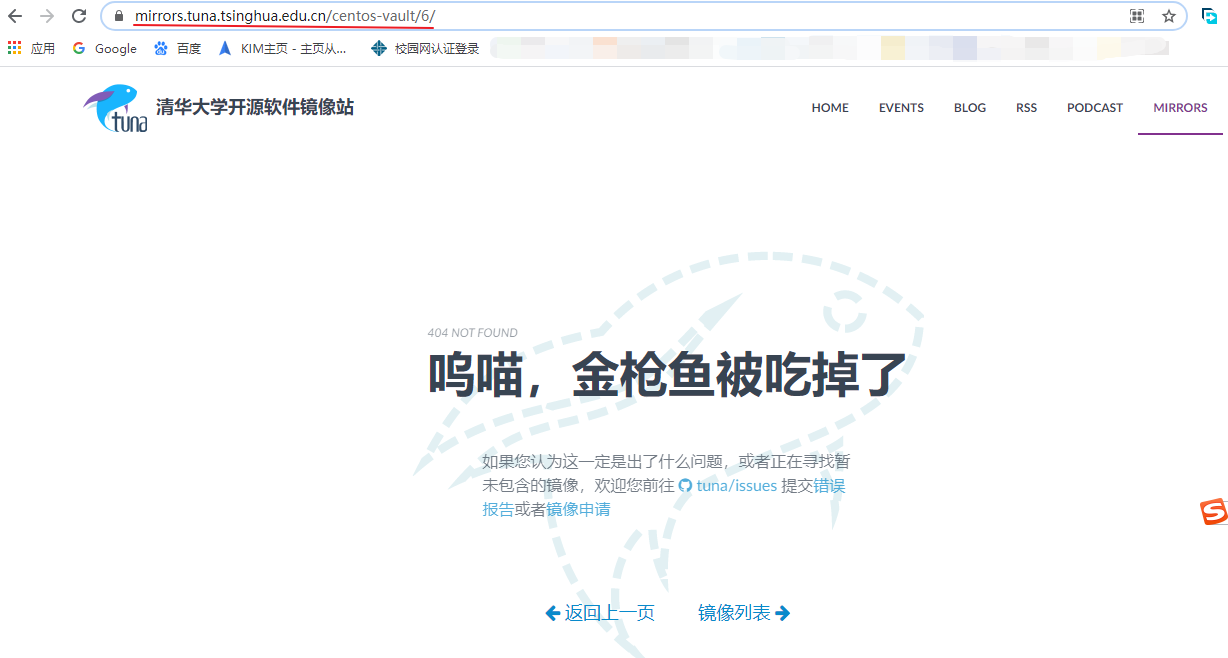 mirrors.tuna.tsinghua.edu.cn/centos-vault/6/
应用 Google 百度 KIM主页 - 主页从... 校园网认证登录
tuna 清华大学开源软件镜像站 HOME EVENTS BLOG RSS PODCAST MIRRORS
404 NOT FOUND
呜喵，金枪鱼被吃掉了
如果您认为这一定是出了什么问题，或者正在寻找暂
未包含的镜像，欢迎您前往 tuna/issues 提交错误
报告或者镜像申请
返回上一页 镜像列表